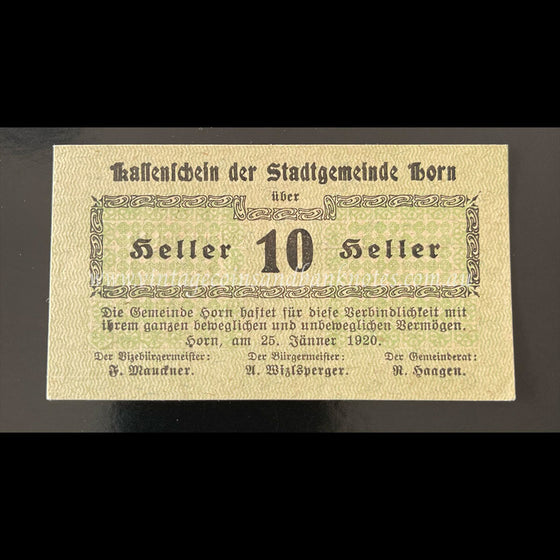 Kassenschein der Stadtgemeinde Horn
über
Heller 10 Heller
Die Gemeinde Horn haftet für diese Verbindlichkeit mit
ihrem ganzen beweglichen und unbeweglichen Vermögen.
Horn, am 25. Jänner 1920.
Der Vizebürgermeister: Der Bürgermeister: Der Gemeinderat:
F. Mauckner. A. Wizlsperger. R. Haagen.